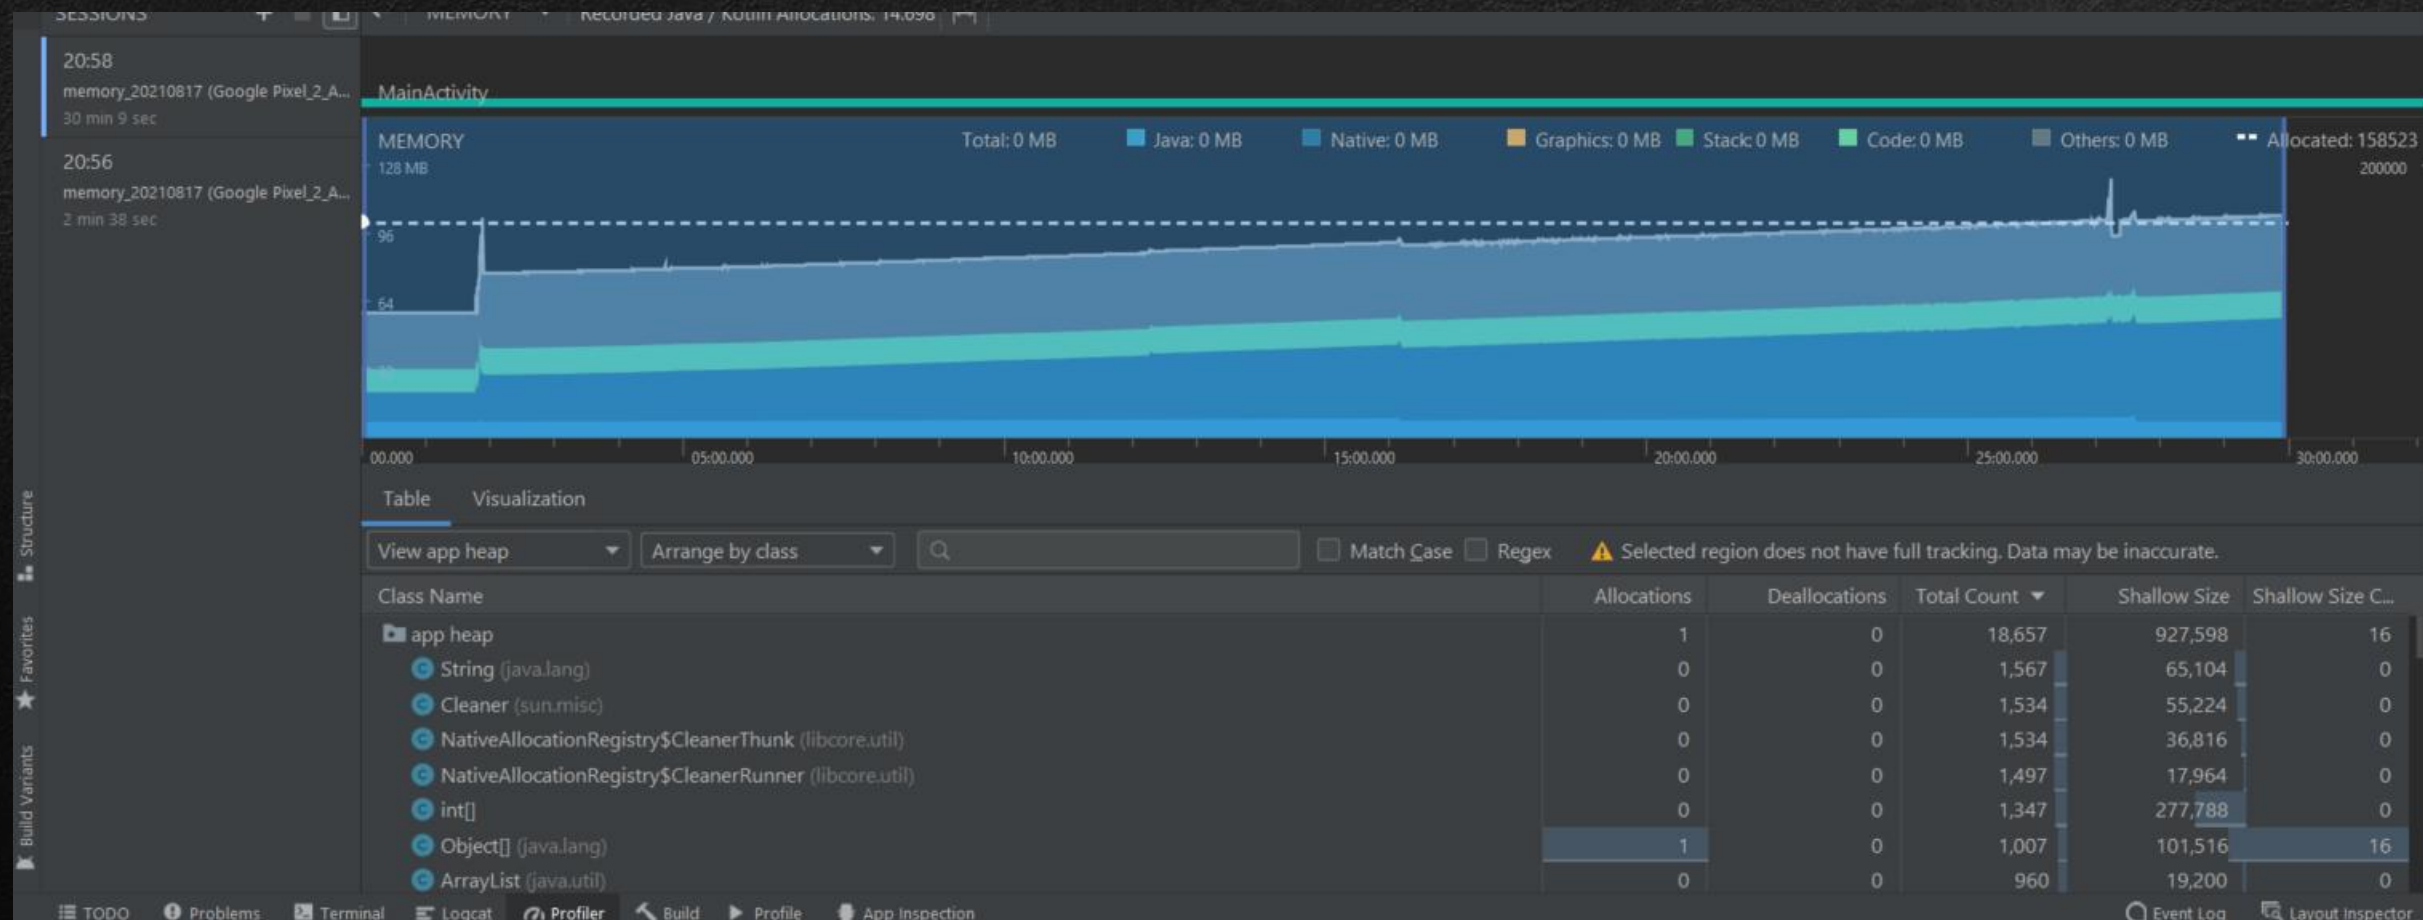 SESSIONS
MEMORY Recorded Java / Kotlin Allocations: 14.698
20:58
memory_20210817 (Google Pixel_2_A...
30 min 9 sec
20:56
memory_20210817 (Google Pixel_2_A...
2 min 38 sec
MainActivity
MEMORY Total: 0 MB Java: 0 MB Native: 0 MB Graphics: 0 MB Stack: 0 MB Code: 0 MB Others: 0 MB Allocated: 158523
128 MB 200000
96
64
00.000 05:00.000 10:00.000 15:00.000 20:00.000 25:00.000 30:00.000
Structure
Favorites
Build Variants
Table Visualization
View app heap Arrange by class Match Case Regex Selected region does not have full tracking. Data may be inaccurate.
Class Name Allocations Deallocations Total Count Shallow Size Shallow Size C...
app heap 1 0 18,657 927,598 16
String (java.lang) 0 0 1,567 65,104 0
Cleaner (sun.misc) 0 0 1,534 55,224 0
NativeAllocationRegistry$CleanerThunk (libcore.util) 0 0 1,534 36,816 0
NativeAllocationRegistry$CleanerRunner (libcore.util) 0 0 1,497 17,964 0
int[] 0 0 1,347 277,788 0
Object[] (java.lang) 1 0 1,007 101,516 16
ArrayList (java.util) 0 0 960 19,200 0
TODO Problems Terminal Logcat Profiler Build Profile App Inspection Event Log Layout Inspector